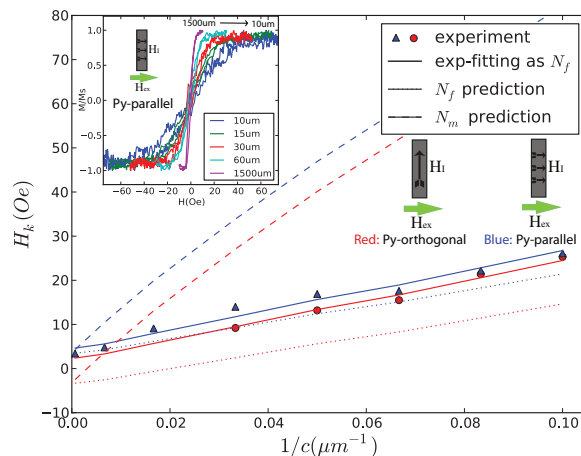 80
70
60
50
40
30
20
10
0
−10
H_k(Oe)
0.00
0.02
0.04
0.06
0.08
0.10
1/c(μm⁻¹)
1500um
10um
1.0
0.5
0.0
−0.5
−1.0
M/Ms
H_I
H_ex
Py-parallel
10um
15um
30um
60um
1500um
−60
−40
−20
0
20
40
60
H(Oe)
experiment
exp-fitting as N_f
N_f prediction
N_m prediction
H_I
H_I
H_ex
H_ex
Red: Py-orthogonal
Blue: Py-parallel